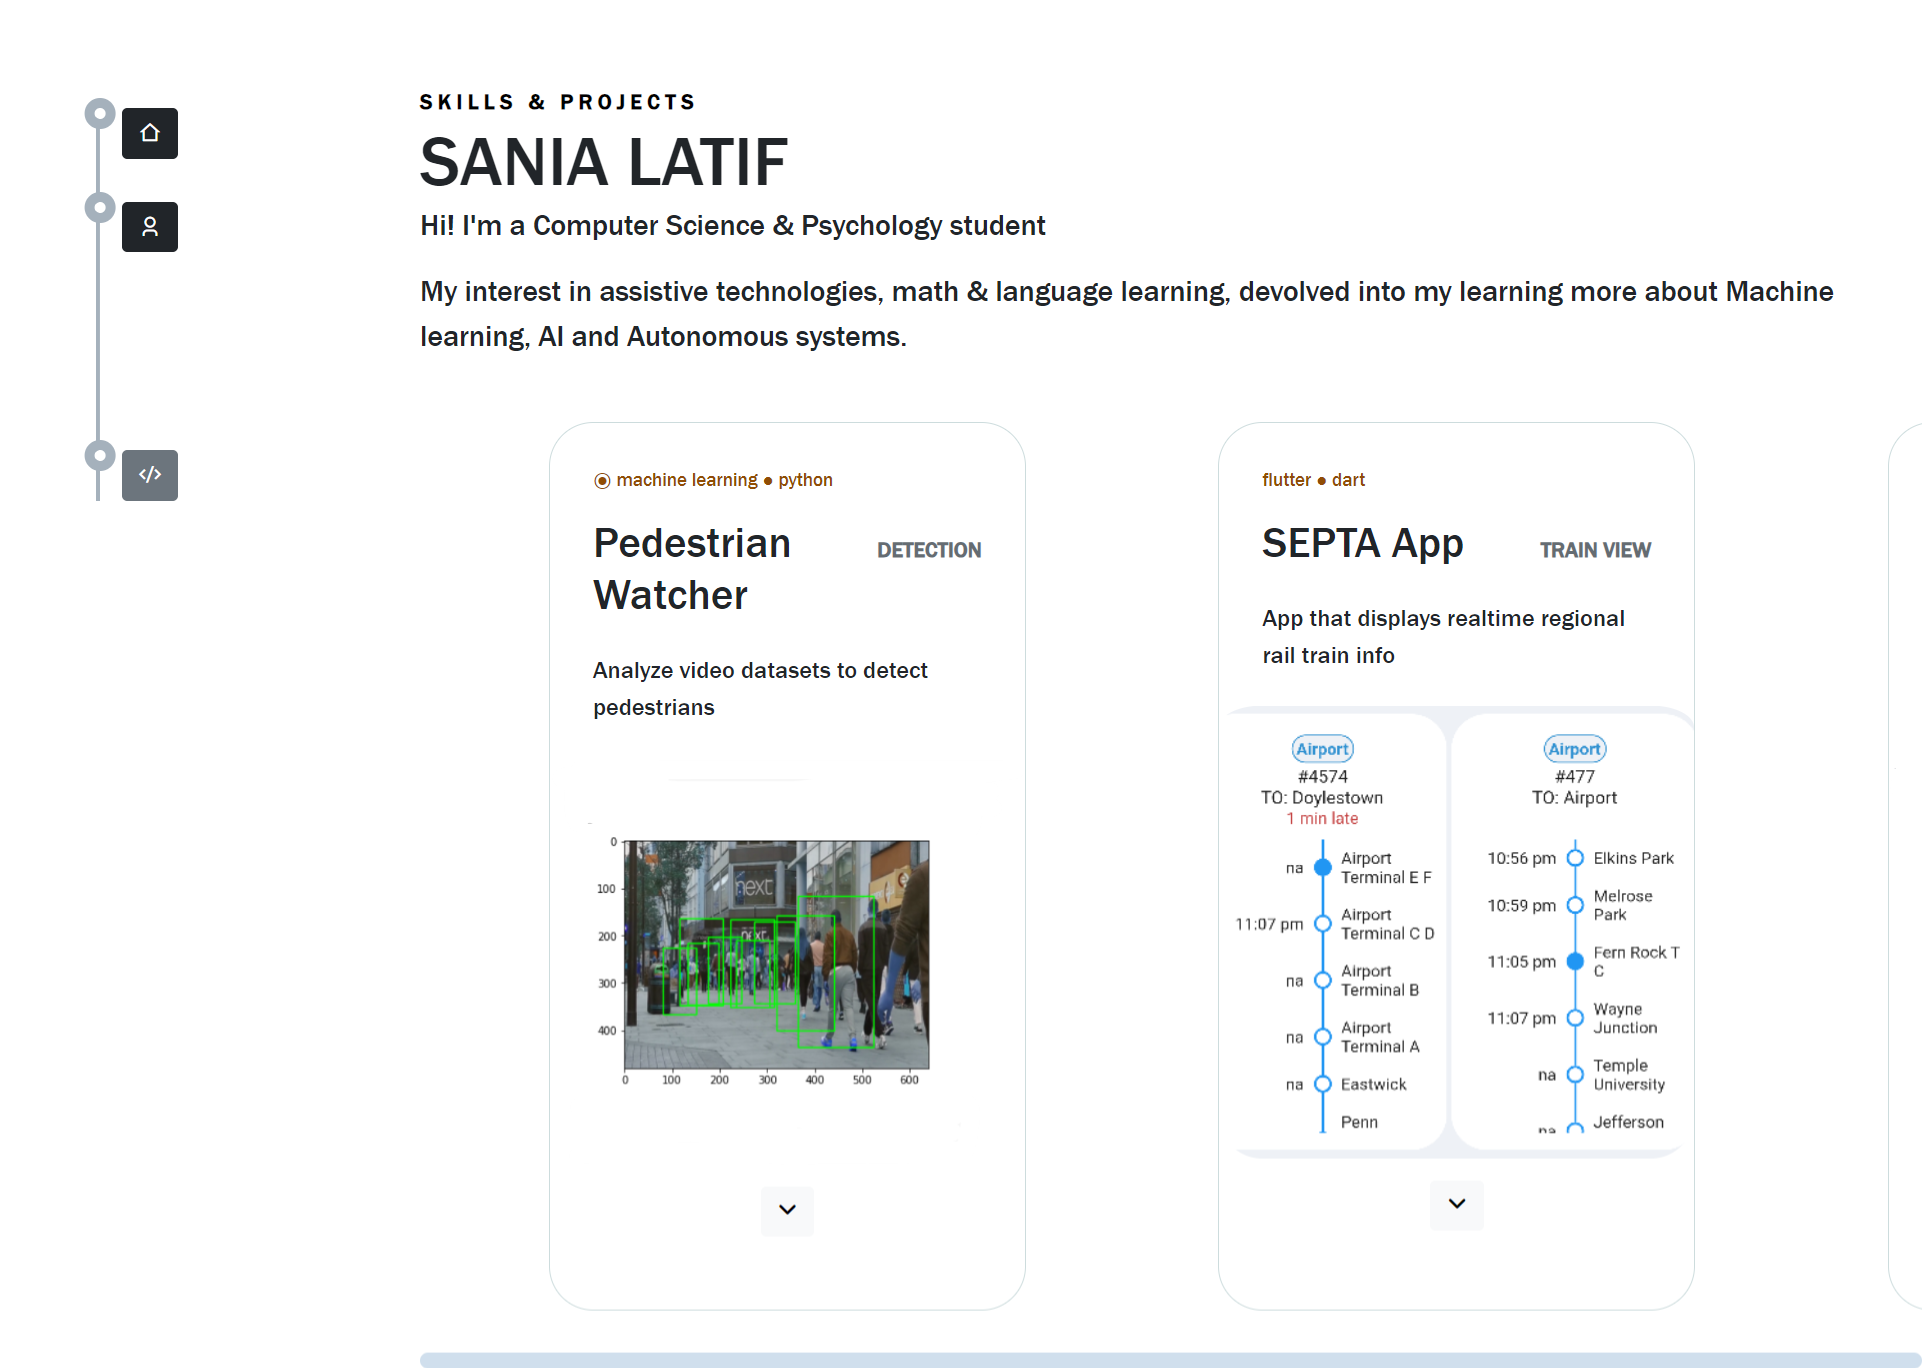 SKILLS & PROJECTS
SANIA LATIF
Hi! I'm a Computer Science & Psychology student
My interest in assistive technologies, math & language learning, devolved into my learning more about Machine
learning, AI and Autonomous systems.
machine learning ● python
Pedestrian
Watcher
DETECTION
Analyze video datasets to detect
pedestrians
0
100
200
300
400
next
next
0 100 200 300 400 500 600
flutter ● dart
SEPTA App
TRAIN VIEW
App that displays realtime regional
rail train info
Airport
#4574
TO: Doylestown
1 min late
na Airport
Terminal E F
11:07 pm Airport
Terminal C D
na Airport
Terminal B
na Airport
Terminal A
na Eastwick
Penn
Airport
#477
TO: Airport
10:56 pm Elkins Park
10:59 pm Melrose
Park
11:05 pm Fern Rock T
C
11:07 pm Wayne
Junction
na Temple
University
na Jefferson